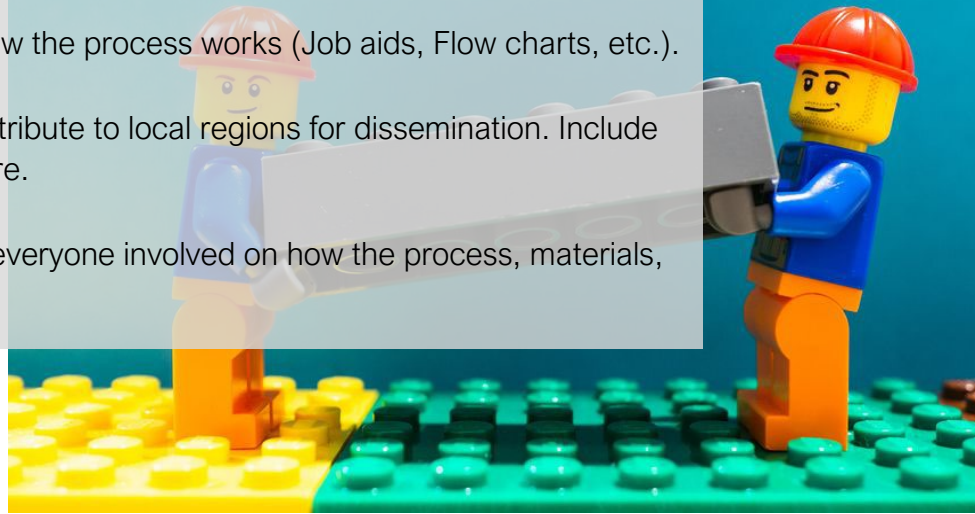 w the process works (Job aids, Flow charts, etc.).
tribute to local regions for dissemination. Include
re.
everyone involved on how the process, materials,